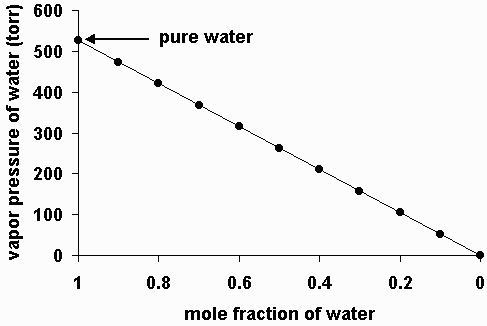 600
pure water
500
400
300
200
100
0
vapor pressure of water (torr)
1 0.8 0.6 0.4 0.2 0
mole fraction of water